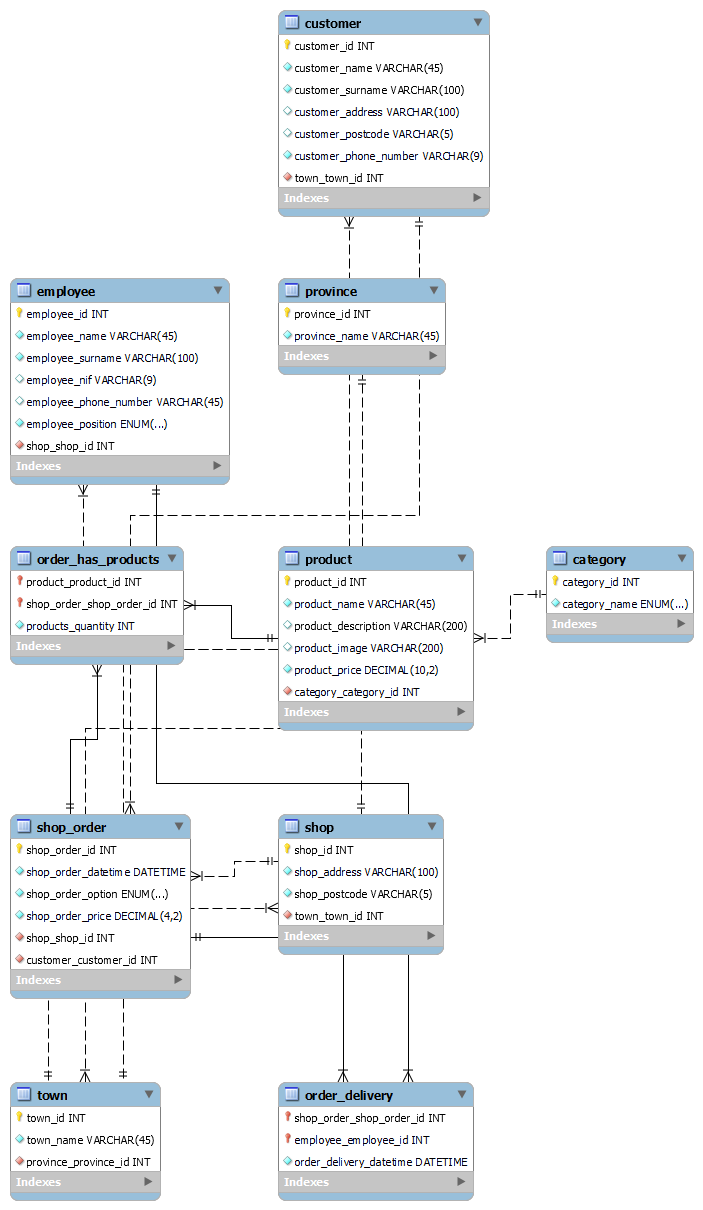 customer
customer_id INT
customer_name VARCHAR(45)
customer_surname VARCHAR(100)
customer_address VARCHAR(100)
customer_postcode VARCHAR(5)
customer_phone_number VARCHAR(9)
town_town_id INT
Indexes
employee
employee_id INT
employee_name VARCHAR(45)
employee_surname VARCHAR(100)
employee_nif VARCHAR(9)
employee_phone_number VARCHAR(45)
employee_position ENUM(...)
shop_shop_id INT
Indexes
province
province_id INT
province_name VARCHAR(45)
Indexes
order_has_products
product_product_id INT
shop_order_shop_order_id INT
products_quantity INT
Indexes
product
product_id INT
product_name VARCHAR(45)
product_description VARCHAR(200)
product_image VARCHAR(200)
product_price DECIMAL(10,2)
category_category_id INT
Indexes
category
category_id INT
category_name ENUM(...)
Indexes
shop_order
shop_order_id INT
shop_order_datetime DATETIME
shop_order_option ENUM(...)
shop_order_price DECIMAL(4,2)
shop_shop_id INT
customer_customer_id INT
Indexes
shop
shop_id INT
shop_address VARCHAR(100)
shop_postcode VARCHAR(5)
town_town_id INT
Indexes
town
town_id INT
town_name VARCHAR(45)
province_province_id INT
Indexes
order_delivery
shop_order_shop_order_id INT
employee_employee_id INT
order_delivery_datetime DATETIME
Indexes